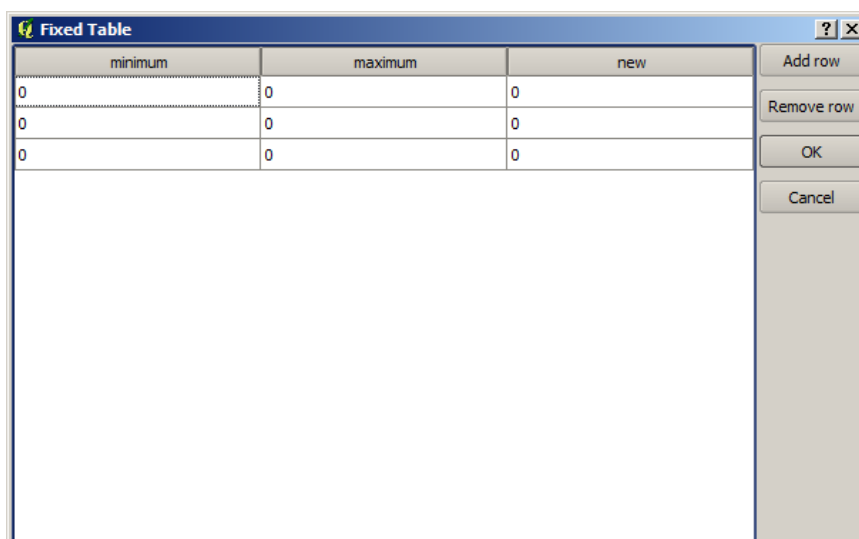 Fixed Table
minimum maximum new
0 0 0
0 0 0
0 0 0
Add row
Remove row
OK
Cancel